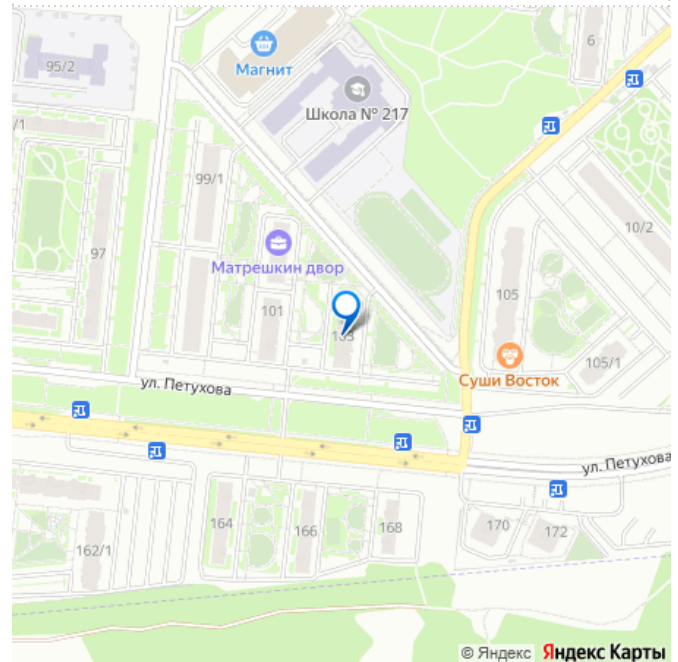 6
95/2
Магнит
Школа № 217
/1
99/1
10/2
97
Матрешкин двор
101
105
103
105/1
Суши Восток
ул. Петухова
ул. Петухова
164
166
168
170
172
162/1
© Яндекс Яндекс Карты